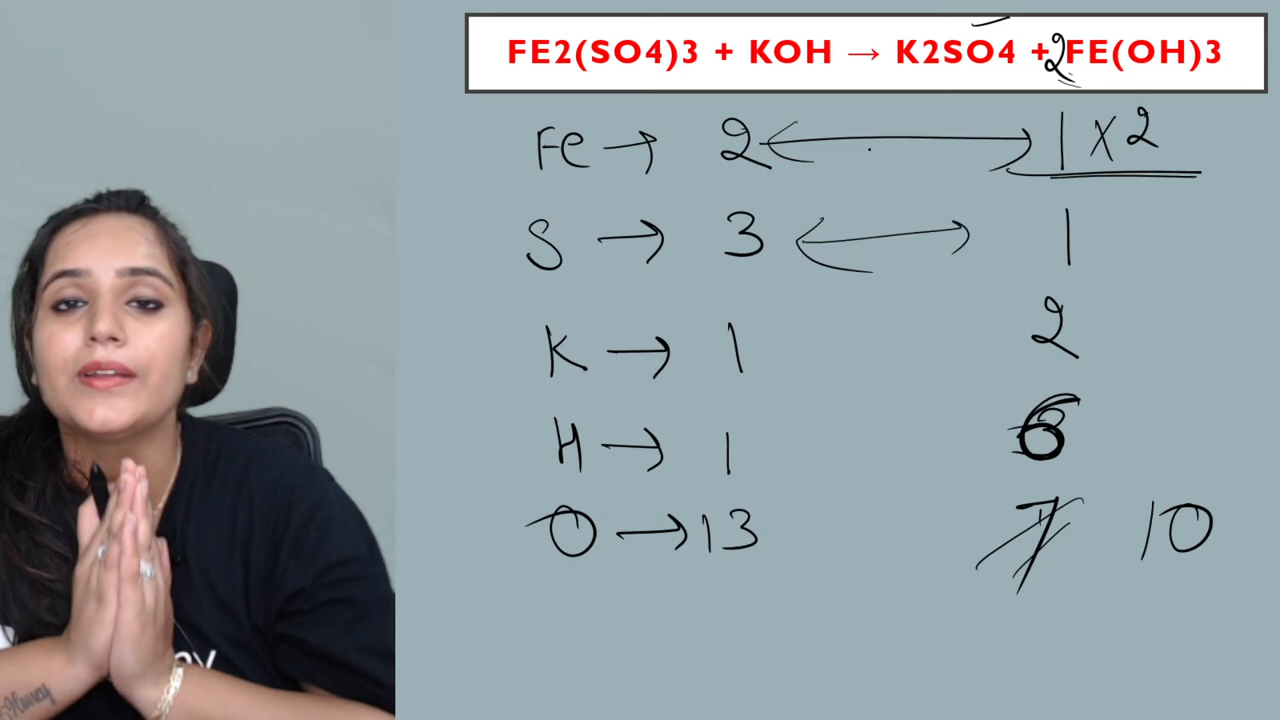 FE2(SO4)3 + KOH → K2SO4 + 2FE(OH)3
Fe → 2 ⟷ 1 X 2
S → 3 ⟷ 1
K → 1 2
H → 1 6
O → 13 7 10